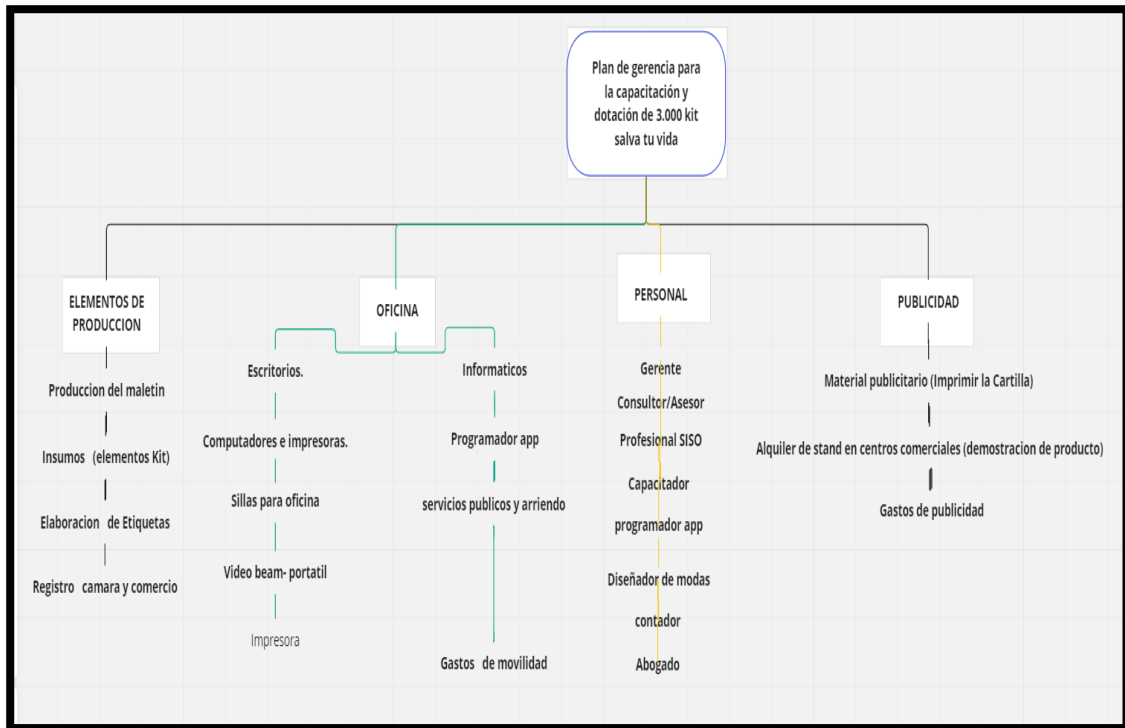 Plan de gerencia para
la capacitación y
dotación de 3.000 kit
salva tu vida
ELEMENTOS DE
PRODUCCION
Produccion del maletin
Insumos (elementos Kit)
Elaboracion de Etiquetas
Registro camara y comercio
OFICINA
Escritorios.
Computadores e impresoras.
Sillas para oficina
Video beam- portatil
Impresora
Informaticos
Programador app
servicios publicos y arriendo
Gastos de movilidad
PERSONAL
Gerente
Consultor/Asesor
Profesional SISO
Capacitador
programador app
Diseñador de modas
contador
Abogado
PUBLICIDAD
Material publicitario (Imprimir la Cartilla)
Alquiler de stand en centros comerciales (demostracion de producto)
Gastos de publicidad